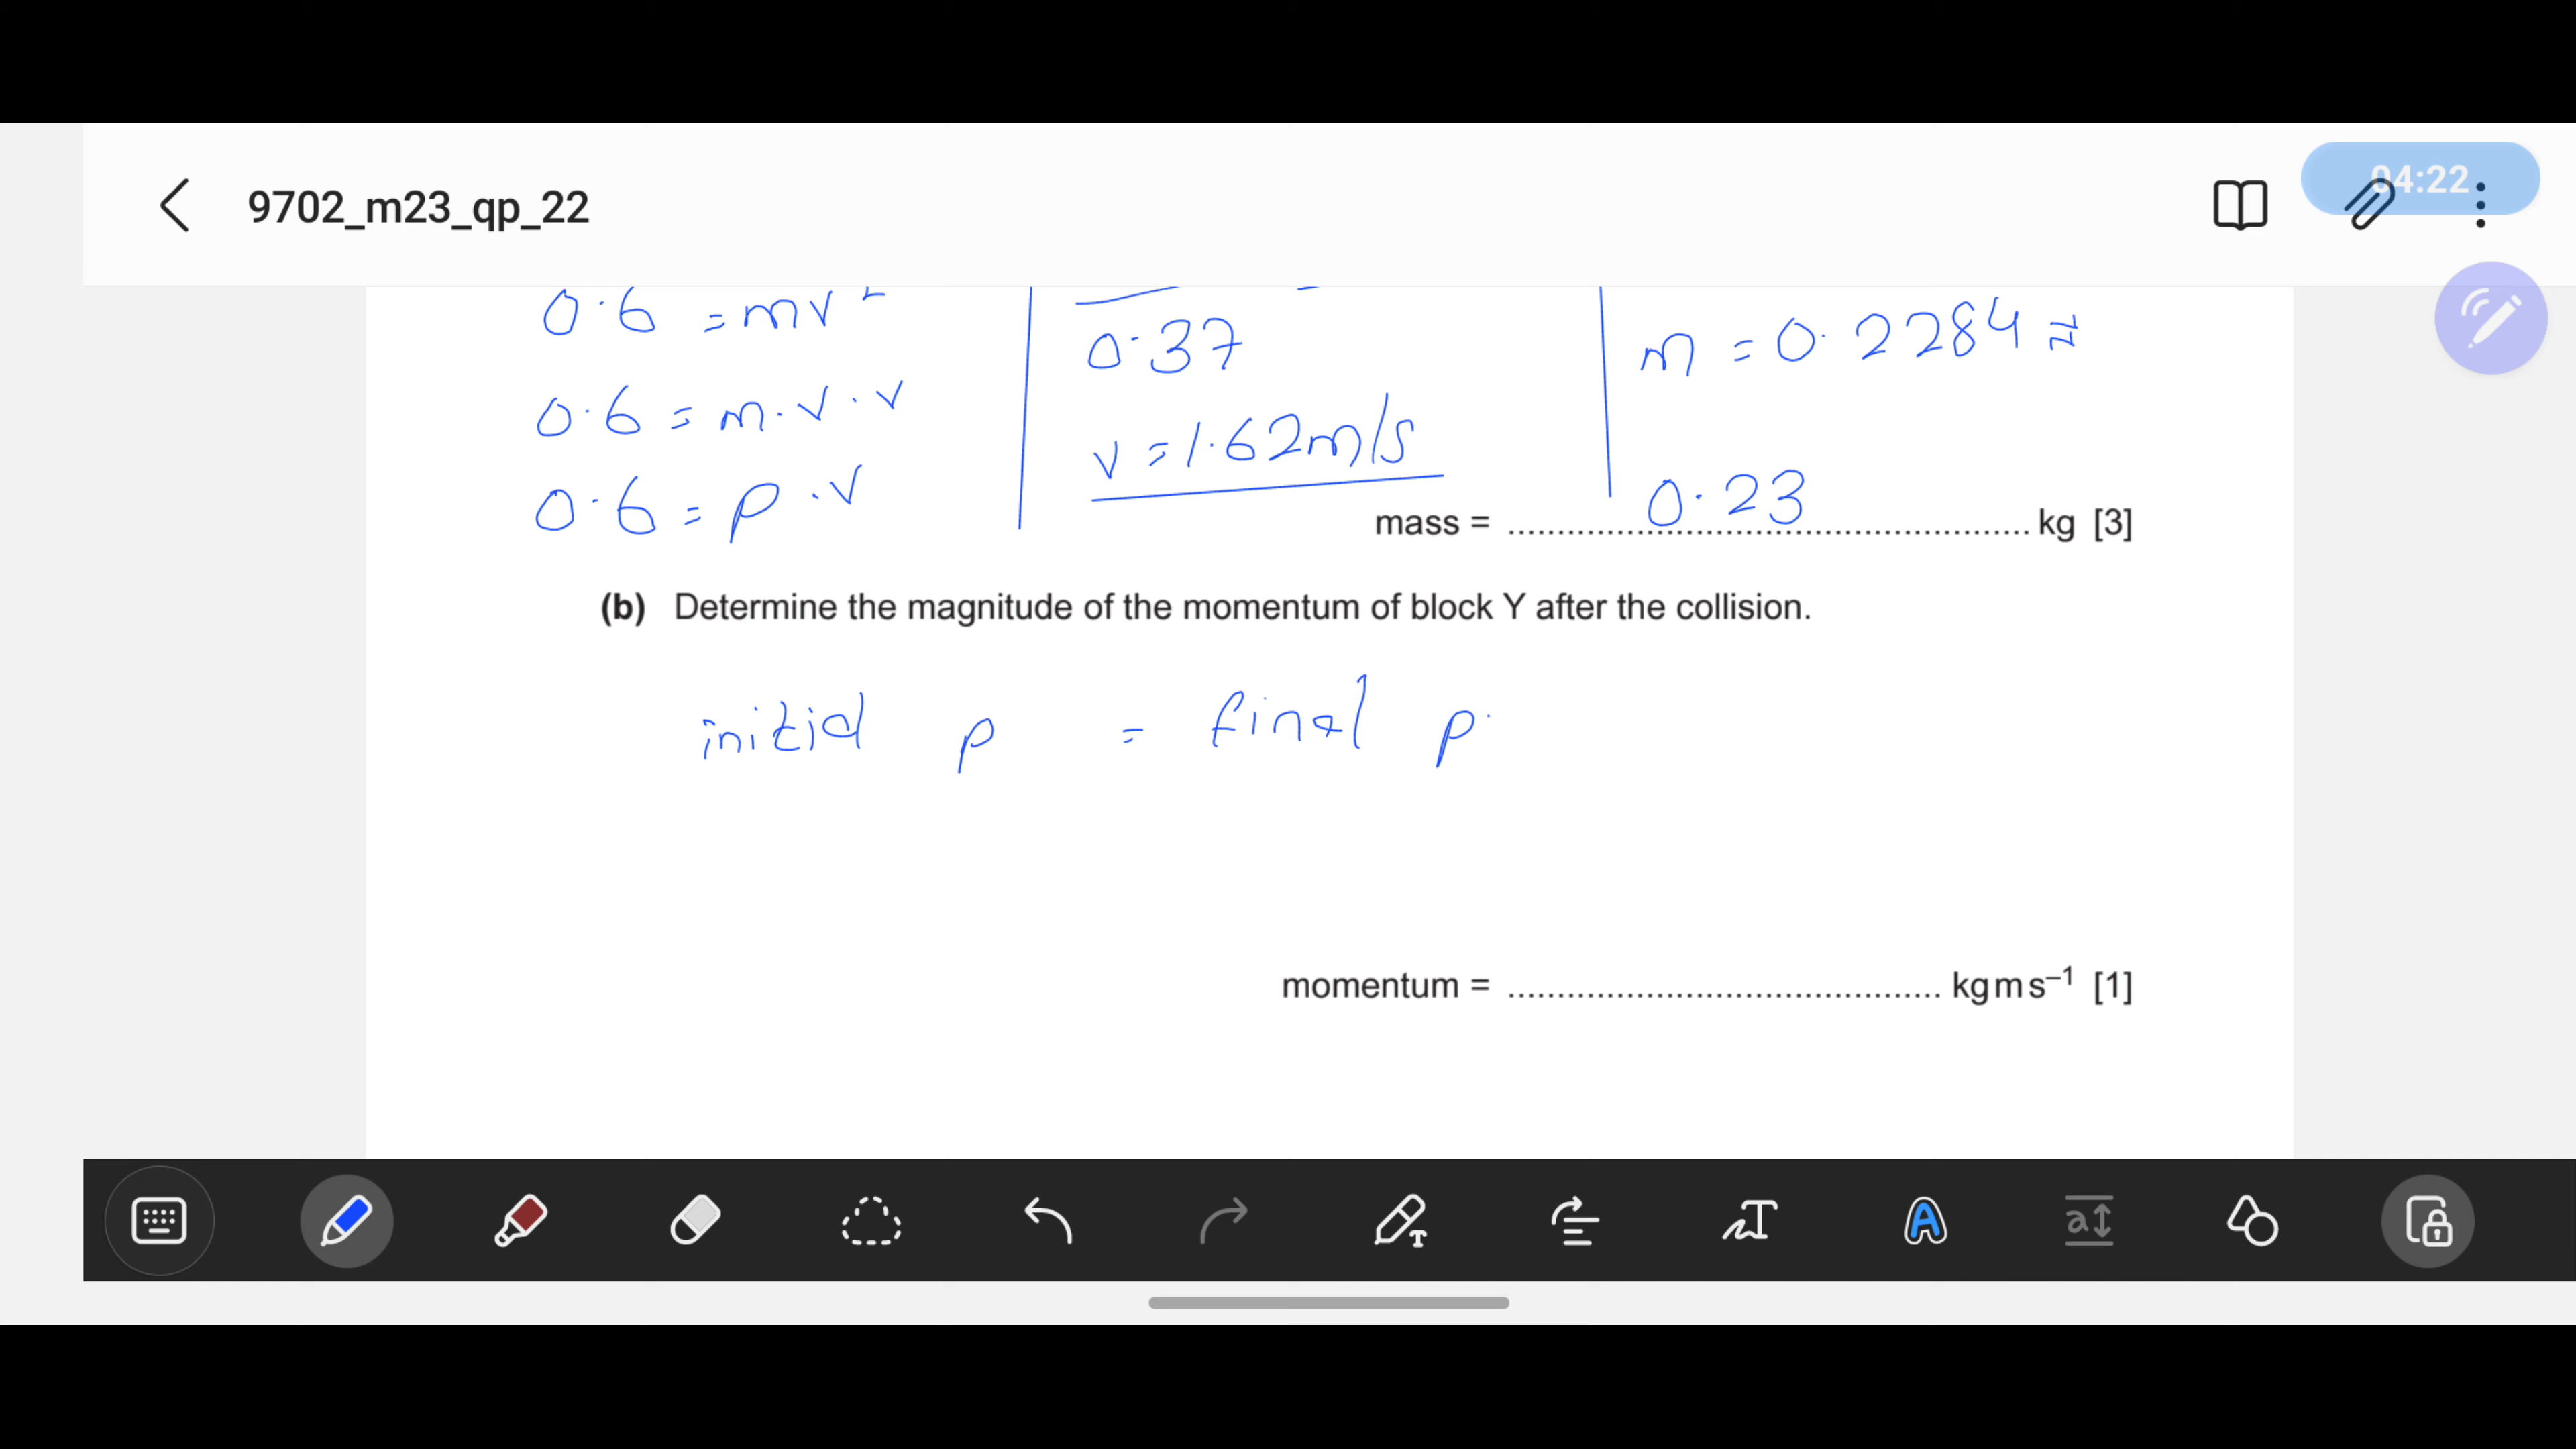 9702_m23_qp_22
04:22
0.6 = mv²
0.6 = m.v.v
0.6 = p.v
0.37
v = 1.62m/s
m = 0.2284 ≈
0.23
mass = ........................................ kg [3]
(b) Determine the magnitude of the momentum of block Y after the collision.
initial p = final p.
momentum = ........................................ kg m s⁻¹ [1]